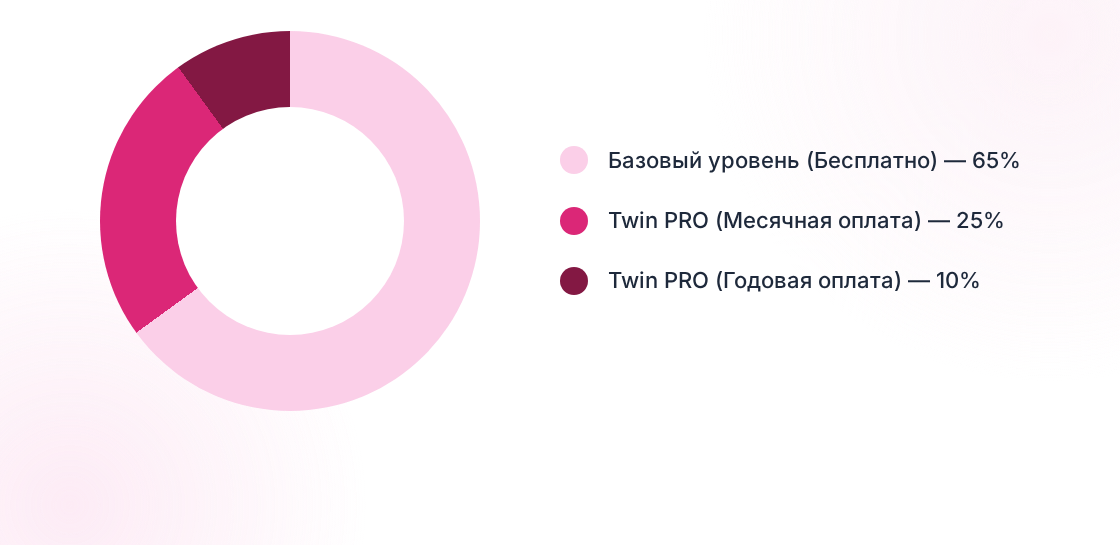 Базовый уровень (Бесплатно) — 65%
Twin PRO (Месячная оплата) — 25%
Twin PRO (Годовая оплата) — 10%